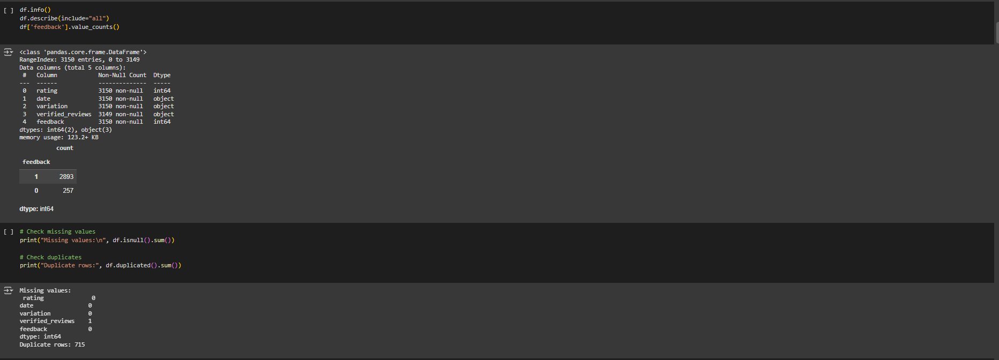 [ ] df.info()
df.describe(include="all")
df['feedback'].value_counts()
<class 'pandas.core.frame.DataFrame'>
RangeIndex: 3150 entries, 0 to 3149
Data columns (total 5 columns):
 #   Column            Non-Null Count  Dtype
---  ------            --------------  -----
 0   rating            3150 non-null   int64
 1   date              3150 non-null   object
 2   variation         3150 non-null   object
 3   verified_reviews  3149 non-null   object
 4   feedback          3150 non-null   int64
dtypes: int64(2), object(3)
memory usage: 123.2+ KB
count
feedback
1 2893
0 257
dtype: int64
[ ] # Check missing values
print("Missing values:\n", df.isnull().sum())
# Check duplicates
print("Duplicate rows:", df.duplicated().sum())
Missing values:
 rating              0
date                0
variation           0
verified_reviews    1
feedback            0
dtype: int64
Duplicate rows: 715